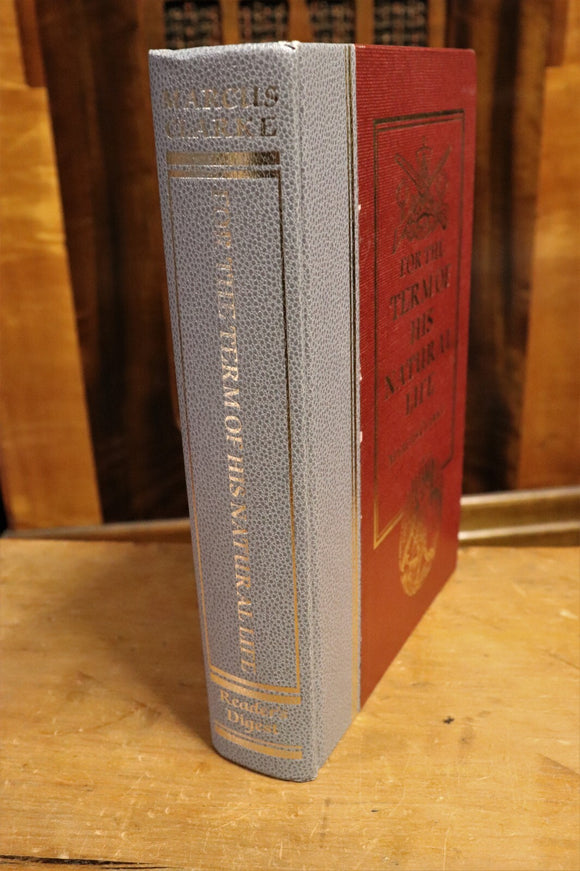 MARCUS
CLARKE
FOR THE TERM OF HIS NATURAL LIFE
Reader's
Digest
FOR THE
TERM OF
HIS
NATURAL
LIFE